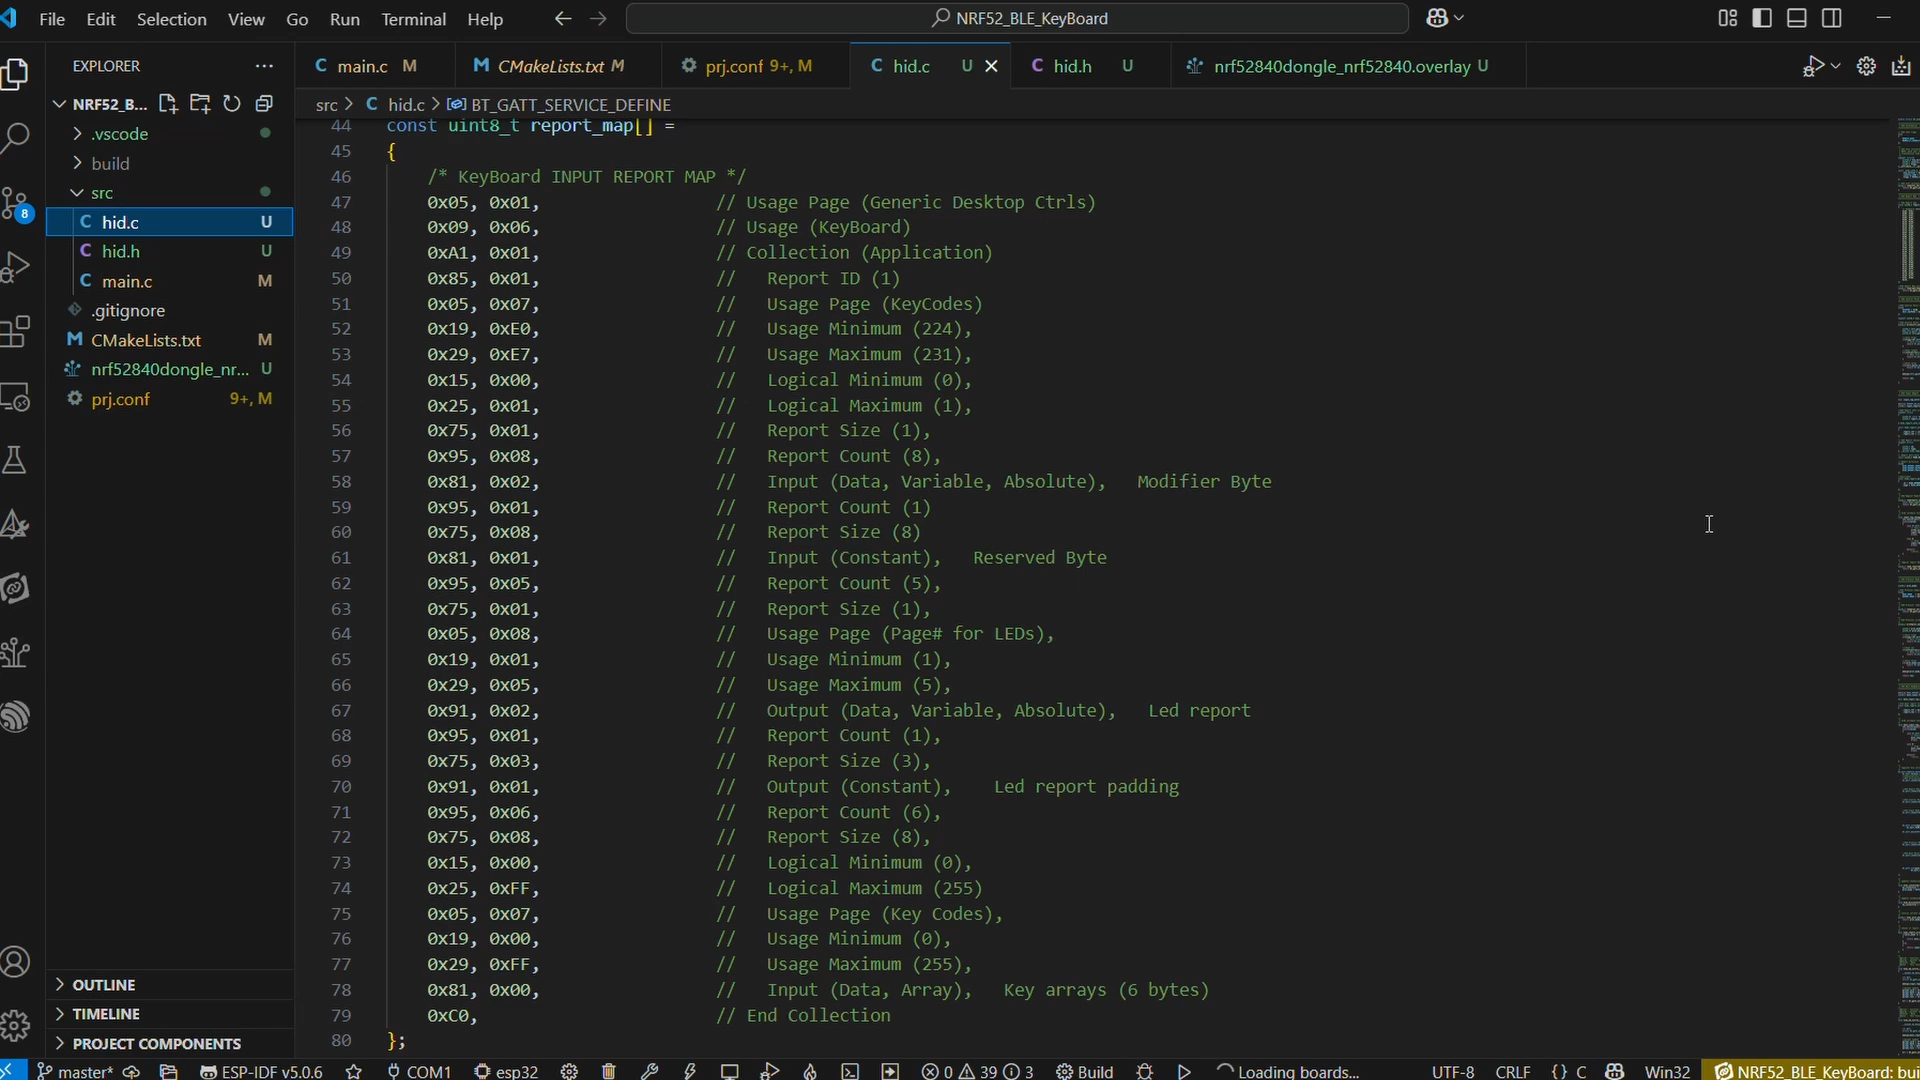 File Edit Selection View Go Run Terminal Help
NRF52_BLE_KeyBoard
EXPLORER
main.c M
CMakeLists.txt M
prj.conf 9+, M
hid.c U
hid.h U
nrf52840dongle_nrf52840.overlay U
NRF52_B...
src > C hid.c > BT_GATT_SERVICE_DEFINE
.vscode
build
src
hid.c U
hid.h U
main.c M
.gitignore
CMakeLists.txt M
nrf52840dongle_nr... U
prj.conf 9+, M
8
OUTLINE
TIMELINE
PROJECT COMPONENTS
44 const uint8_t report_map[] =
45 {
46 /* KeyBoard INPUT REPORT MAP */
47 0x05, 0x01, // Usage Page (Generic Desktop Ctrls)
48 0x09, 0x06, // Usage (KeyBoard)
49 0xA1, 0x01, // Collection (Application)
50 0x85, 0x01, // Report ID (1)
51 0x05, 0x07, // Usage Page (KeyCodes)
52 0x19, 0xE0, // Usage Minimum (224),
53 0x29, 0xE7, // Usage Maximum (231),
54 0x15, 0x00, // Logical Minimum (0),
55 0x25, 0x01, // Logical Maximum (1),
56 0x75, 0x01, // Report Size (1),
57 0x95, 0x08, // Report Count (8),
58 0x81, 0x02, // Input (Data, Variable, Absolute), Modifier Byte
59 0x95, 0x01, // Report Count (1)
60 0x75, 0x08, // Report Size (8)
61 0x81, 0x01, // Input (Constant), Reserved Byte
62 0x95, 0x05, // Report Count (5),
63 0x75, 0x01, // Report Size (1),
64 0x05, 0x08, // Usage Page (Page# for LEDs),
65 0x19, 0x01, // Usage Minimum (1),
66 0x29, 0x05, // Usage Maximum (5),
67 0x91, 0x02, // Output (Data, Variable, Absolute), Led report
68 0x95, 0x01, // Report Count (1),
69 0x75, 0x03, // Report Size (3),
70 0x91, 0x01, // Output (Constant), Led report padding
71 0x95, 0x06, // Report Count (6),
72 0x75, 0x08, // Report Size (8),
73 0x15, 0x00, // Logical Minimum (0),
74 0x25, 0xFF, // Logical Maximum (255)
75 0x05, 0x07, // Usage Page (Key Codes),
76 0x19, 0x00, // Usage Minimum (0),
77 0x29, 0xFF, // Usage Maximum (255),
78 0x81, 0x00, // Input (Data, Array), Key arrays (6 bytes)
79 0xC0, // End Collection
80 };
master* ESP-IDF v5.0.6 COM1 esp32 0 39 3 Build Loading boards... UTF-8 CRLF {} C Win32 NRF52_BLE_KeyBoard: bui